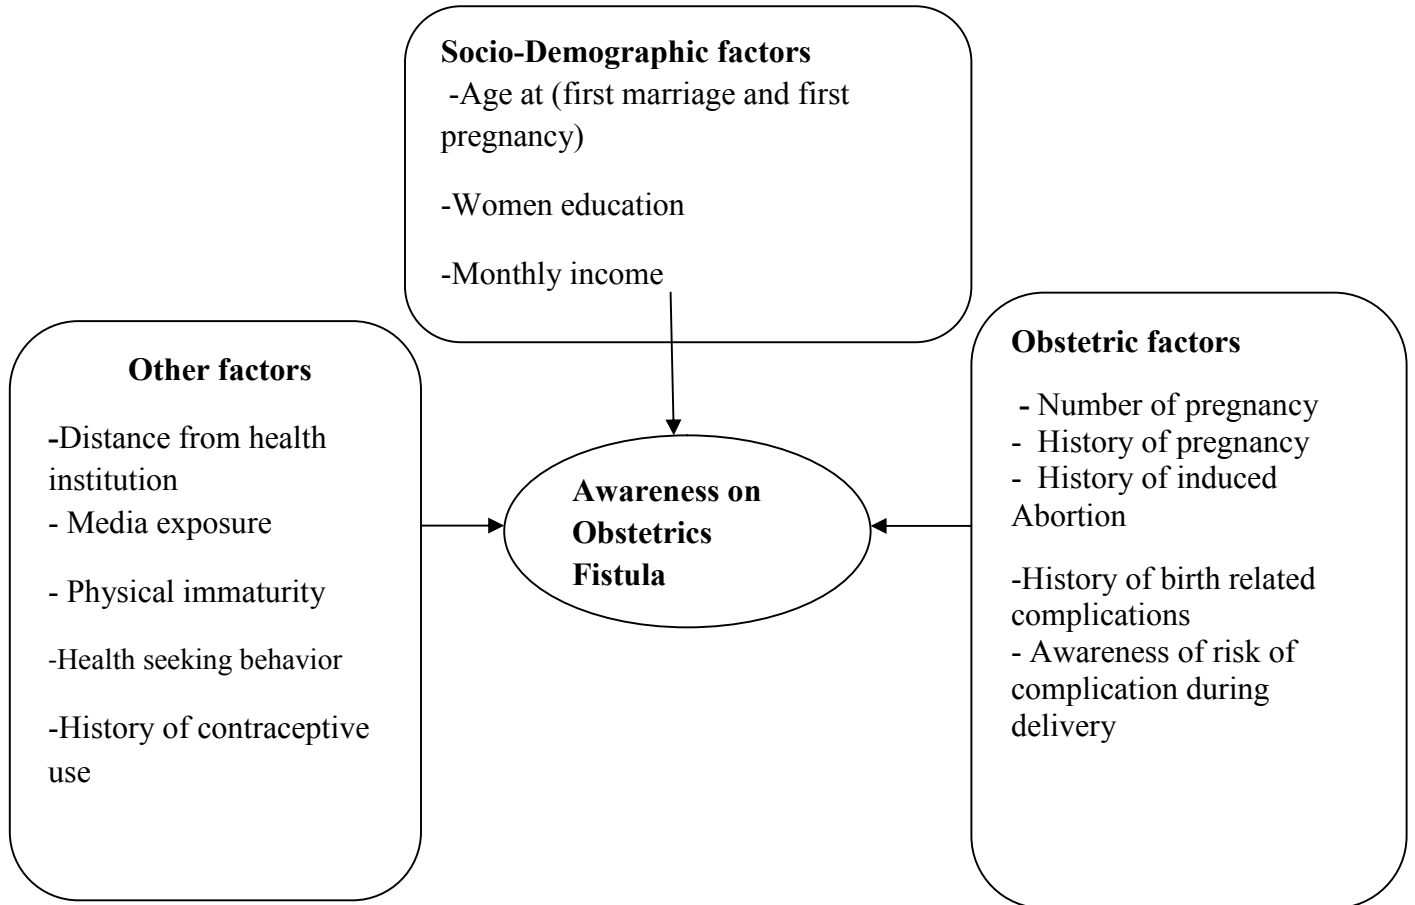 Socio-Demographic factors
-Age at (first marriage and first
pregnancy)
-Women education
-Monthly income
Other factors
-Distance from health
institution
- Media exposure
- Physical immaturity
-Health seeking behavior
-History of contraceptive
use
Awareness on
Obstetrics
Fistula
Obstetric factors
- Number of pregnancy
- History of pregnancy
- History of induced
Abortion
-History of birth related
complications
- Awareness of risk of
complication during
delivery